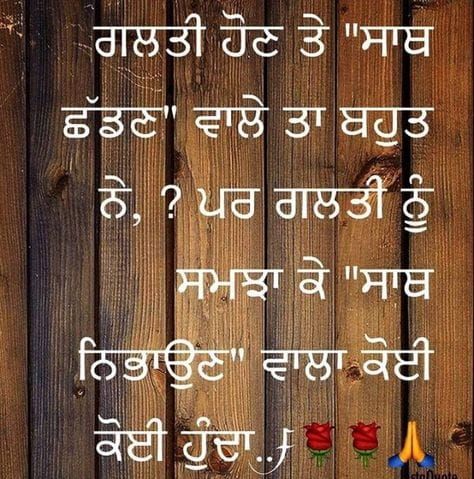 ਗਲਤੀ ਹੋਣ ਤੇ "ਸਾਥ
ਛੱਡਣ" ਵਾਲੇ ਤਾ ਬਹੁਤ
ਨੇ, ? ਪਰ ਗਲਤੀ ਨੂੰ
ਸਮਝਾ ਕੇ "ਸਾਥ
ਨਿਭਾਉਣ" ਵਾਲਾ ਕੋਈ
ਕੋਈ ਹੁੰਦਾ..🌹🌹🙏